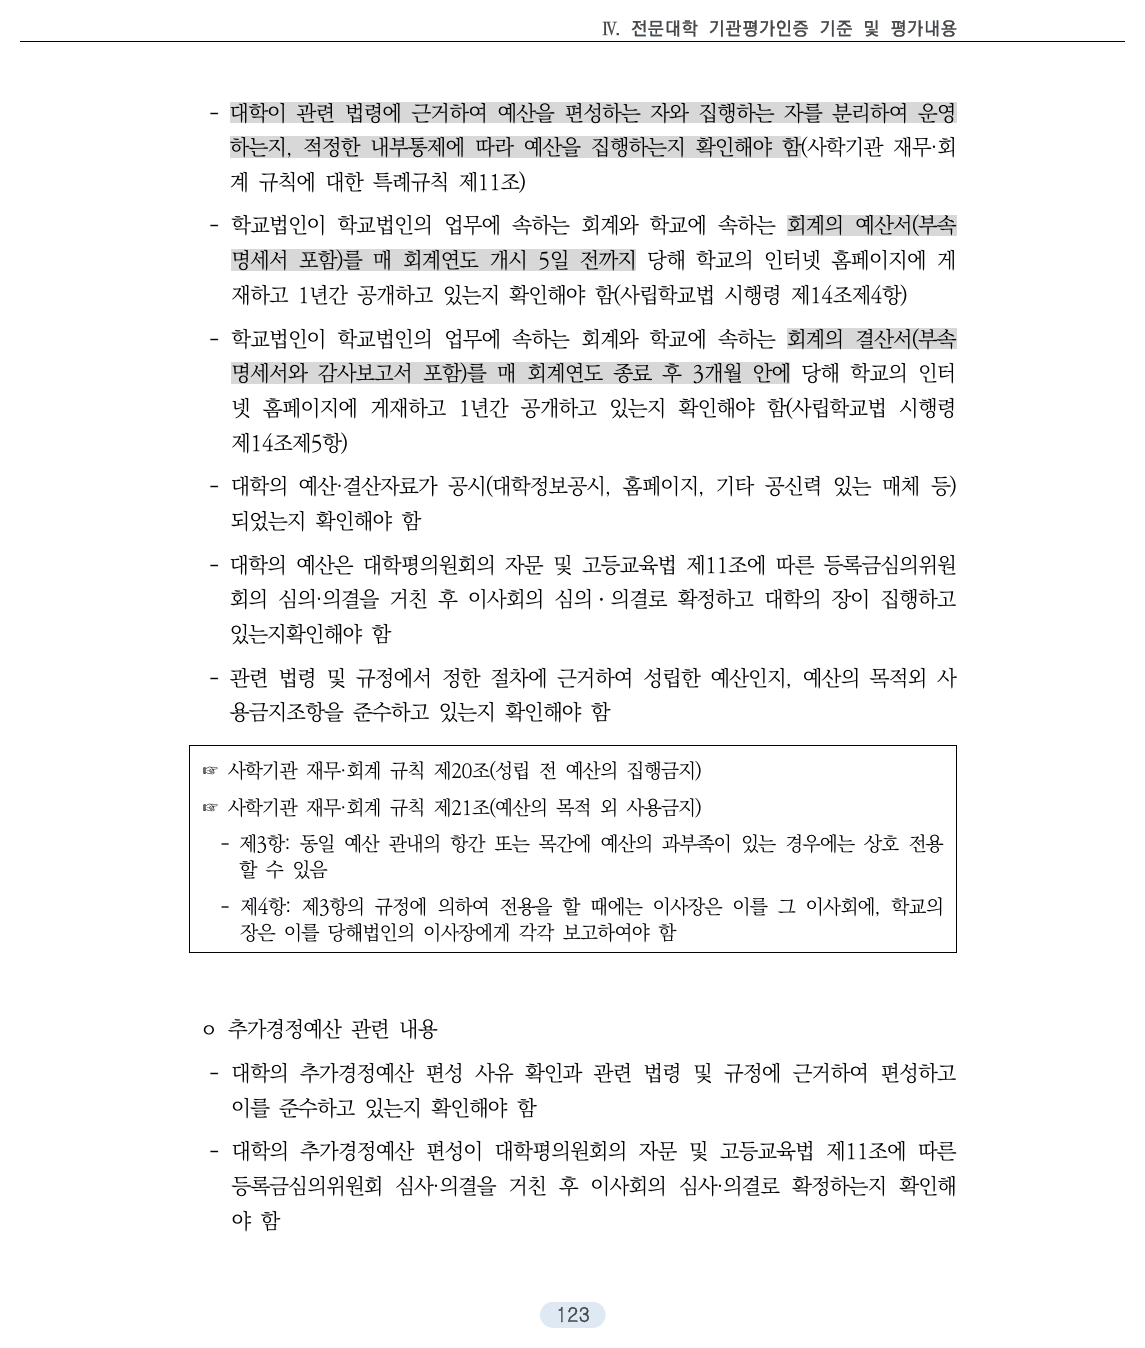 Ⅳ. 전문대학 기관평가인증 기준 및 평가내용
- 대학이 관련 법령에 근거하여 예산을 편성하는 자와 집행하는 자를 분리하여 운영
하는지, 적정한 내부통제에 따라 예산을 집행하는지 확인해야 함(사학기관 재무·회
계 규칙에 대한 특례규칙 제11조)
- 학교법인이 학교법인의 업무에 속하는 회계와 학교에 속하는 회계의 예산서(부속
명세서 포함)를 매 회계연도 개시 5일 전까지 당해 학교의 인터넷 홈페이지에 게
재하고 1년간 공개하고 있는지 확인해야 함(사립학교법 시행령 제14조제4항)
- 학교법인이 학교법인의 업무에 속하는 회계와 학교에 속하는 회계의 결산서(부속
명세서와 감사보고서 포함)를 매 회계연도 종료 후 3개월 안에 당해 학교의 인터
넷 홈페이지에 게재하고 1년간 공개하고 있는지 확인해야 함(사립학교법 시행령
제14조제5항)
- 대학의 예산·결산자료가 공시(대학정보공시, 홈페이지, 기타 공신력 있는 매체 등)
되었는지 확인해야 함
- 대학의 예산은 대학평의원회의 자문 및 고등교육법 제11조에 따른 등록금심의위원
회의 심의·의결을 거친 후 이사회의 심의·의결로 확정하고 대학의 장이 집행하고
있는지확인해야 함
- 관련 법령 및 규정에서 정한 절차에 근거하여 성립한 예산인지, 예산의 목적외 사
용금지조항을 준수하고 있는지 확인해야 함
☞ 사학기관 재무·회계 규칙 제20조(성립 전 예산의 집행금지)
☞ 사학기관 재무·회계 규칙 제21조(예산의 목적 외 사용금지)
- 제3항: 동일 예산 관내의 항간 또는 목간에 예산의 과부족이 있는 경우에는 상호 전용
할 수 있음
- 제4항: 제3항의 규정에 의하여 전용을 할 때에는 이사장은 이를 그 이사회에, 학교의
장은 이를 당해법인의 이사장에게 각각 보고하여야 함
ㅇ 추가경정예산 관련 내용
- 대학의 추가경정예산 편성 사유 확인과 관련 법령 및 규정에 근거하여 편성하고
이를 준수하고 있는지 확인해야 함
- 대학의 추가경정예산 편성이 대학평의원회의 자문 및 고등교육법 제11조에 따른
등록금심의위원회 심사·의결을 거친 후 이사회의 심사·의결로 확정하는지 확인해
야 함
123